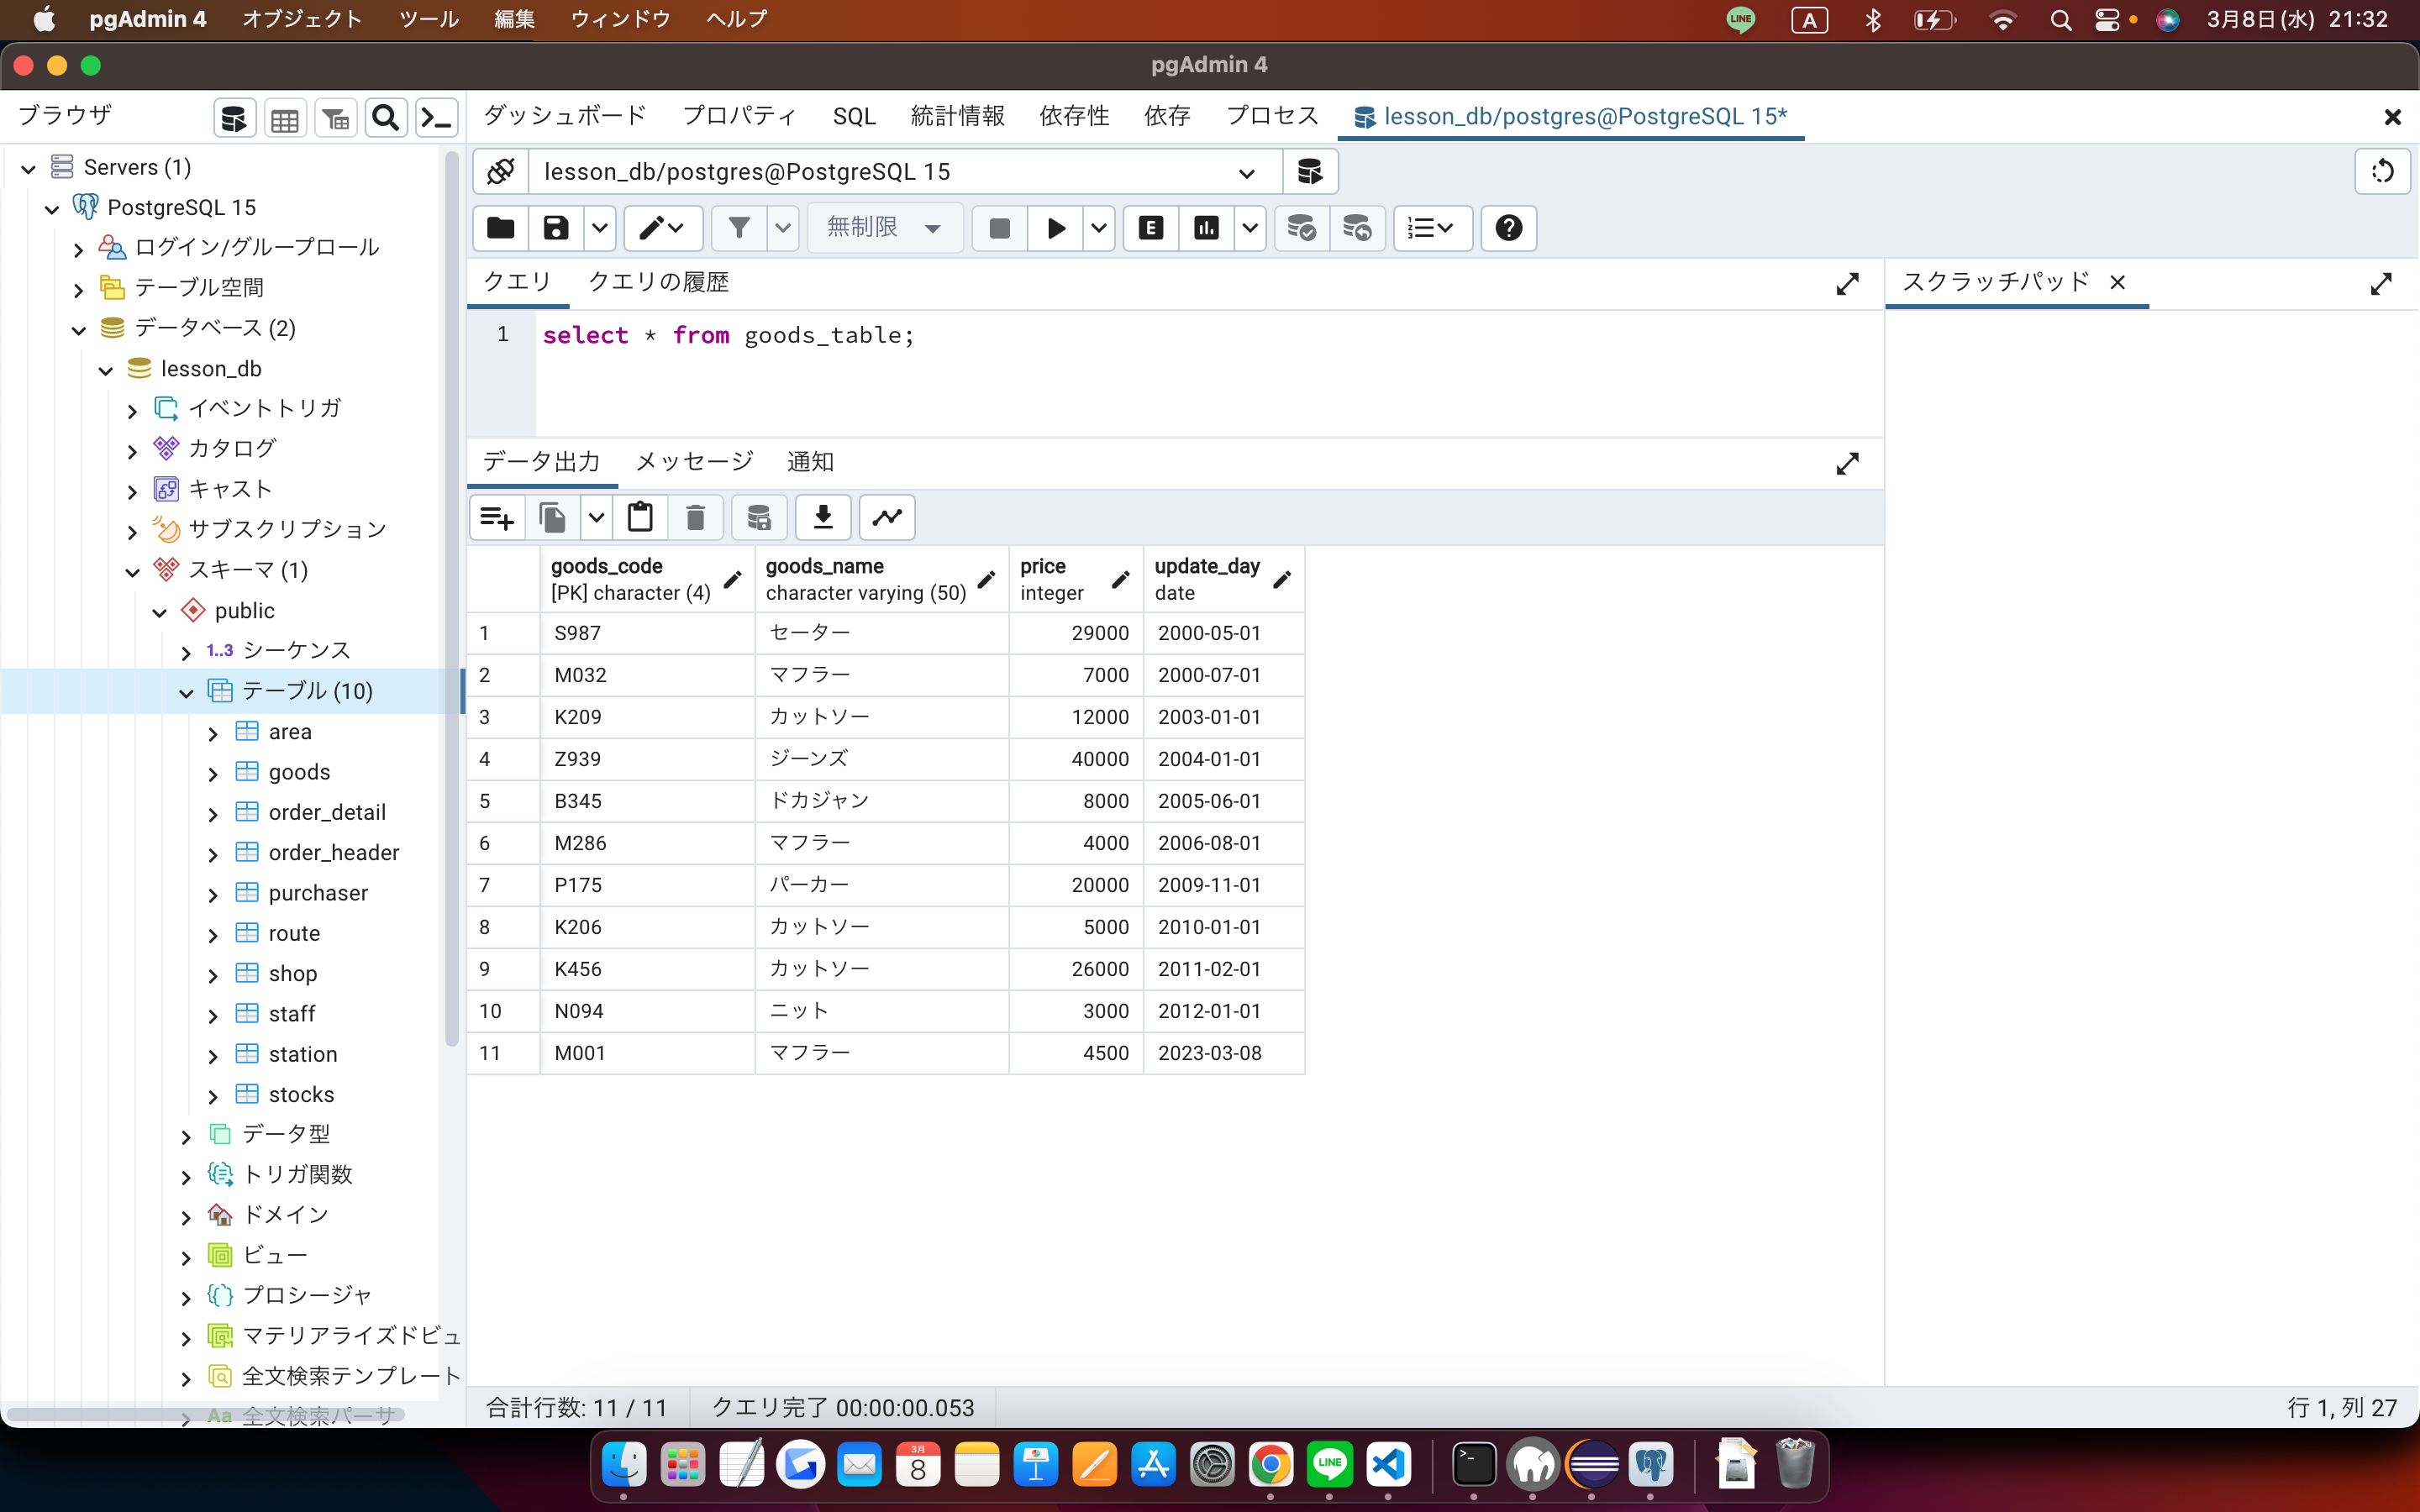 pgAdmin 4 オブジェクト ツール 編集 ウィンドウ ヘルプ LINE A 3月8日(水) 21:32
pgAdmin 4
ブラウザ
ダッシュボード プロパティ SQL 統計情報 依存性 依存 プロセス lesson_db/postgres@PostgreSQL 15*
Servers (1)
PostgreSQL 15
ログイン/グループロール
テーブル空間
データベース (2)
lesson_db
イベントトリガ
カタログ
キャスト
サブスクリプション
スキーマ (1)
public
1..3 シーケンス
テーブル (10)
area
goods
order_detail
order_header
purchaser
route
shop
staff
station
stocks
データ型
トリガ関数
ドメイン
ビュー
プロシージャ
マテリアライズドビュ
全文検索テンプレート
Aa 全文検索パーサ
lesson_db/postgres@PostgreSQL 15
無制限 E
クエリ クエリの履歴
スクラッチパッド
1 select * from goods_table;
データ出力 メッセージ 通知
goods_code goods_name price update_day
[PK] character (4) character varying (50) integer date
1 S987 セーター 29000 2000-05-01
2 M032 マフラー 7000 2000-07-01
3 K209 カットソー 12000 2003-01-01
4 Z939 ジーンズ 40000 2004-01-01
5 B345 ドカジャン 8000 2005-06-01
6 M286 マフラー 4000 2006-08-01
7 P175 パーカー 20000 2009-11-01
8 K206 カットソー 5000 2010-01-01
9 K456 カットソー 26000 2011-02-01
10 N094 ニット 3000 2012-01-01
11 M001 マフラー 4500 2023-03-08
合計行数: 11 / 11 クエリ完了 00:00:00.053 行 1, 列 27
3月
8
LINE